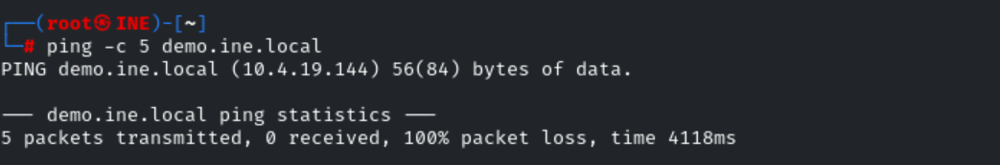 ┌──(root㉿INE)-[~]
└─# ping -c 5 demo.ine.local
PING demo.ine.local (10.4.19.144) 56(84) bytes of data.
--- demo.ine.local ping statistics ---
5 packets transmitted, 0 received, 100% packet loss, time 4118ms